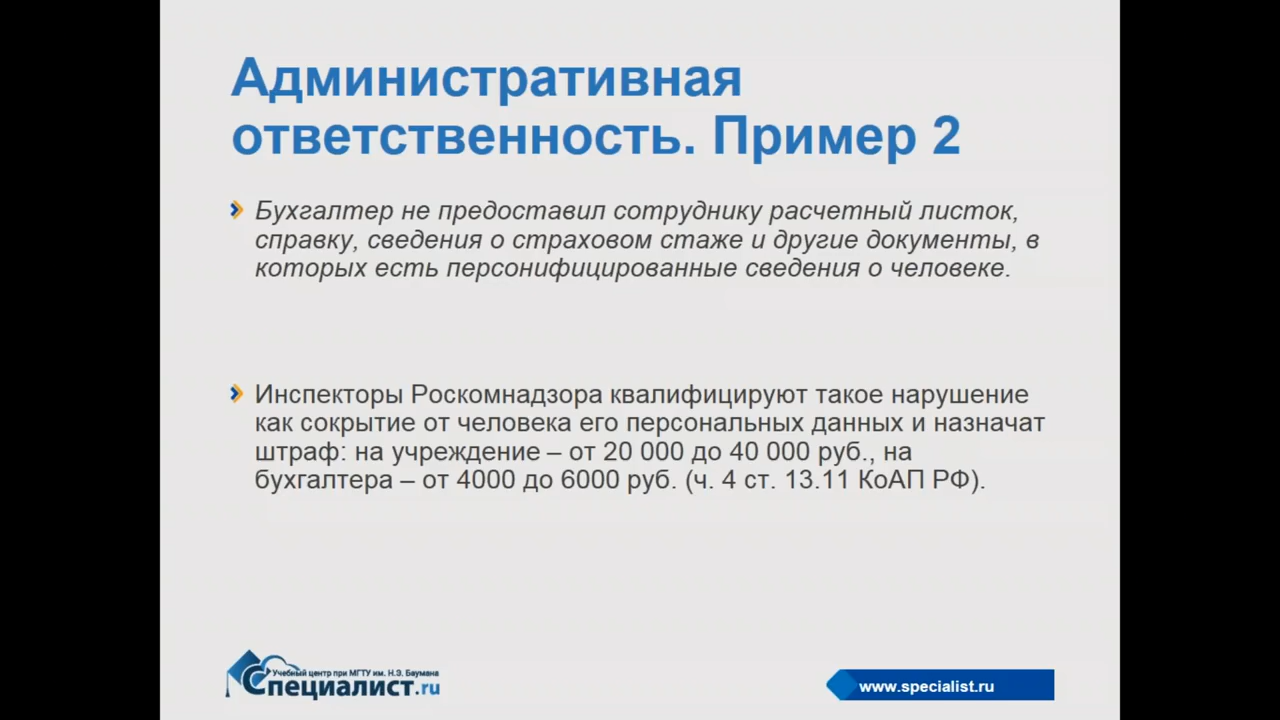 Административная
ответственность. Пример 2
Бухгалтер не предоставил сотруднику расчетный листок,
справку, сведения о страховом стаже и другие документы, в
которых есть персонифицированные сведения о человеке.
Инспекторы Роскомнадзора квалифицируют такое нарушение
как сокрытие от человека его персональных данных и назначат
штраф: на учреждение – от 20 000 до 40 000 руб., на
бухгалтера – от 4000 до 6000 руб. (ч. 4 ст. 13.11 КоАП РФ).
Учебный центр при МГТУ им. Н.Э. Баумана
Специалист.ru
www.specialist.ru